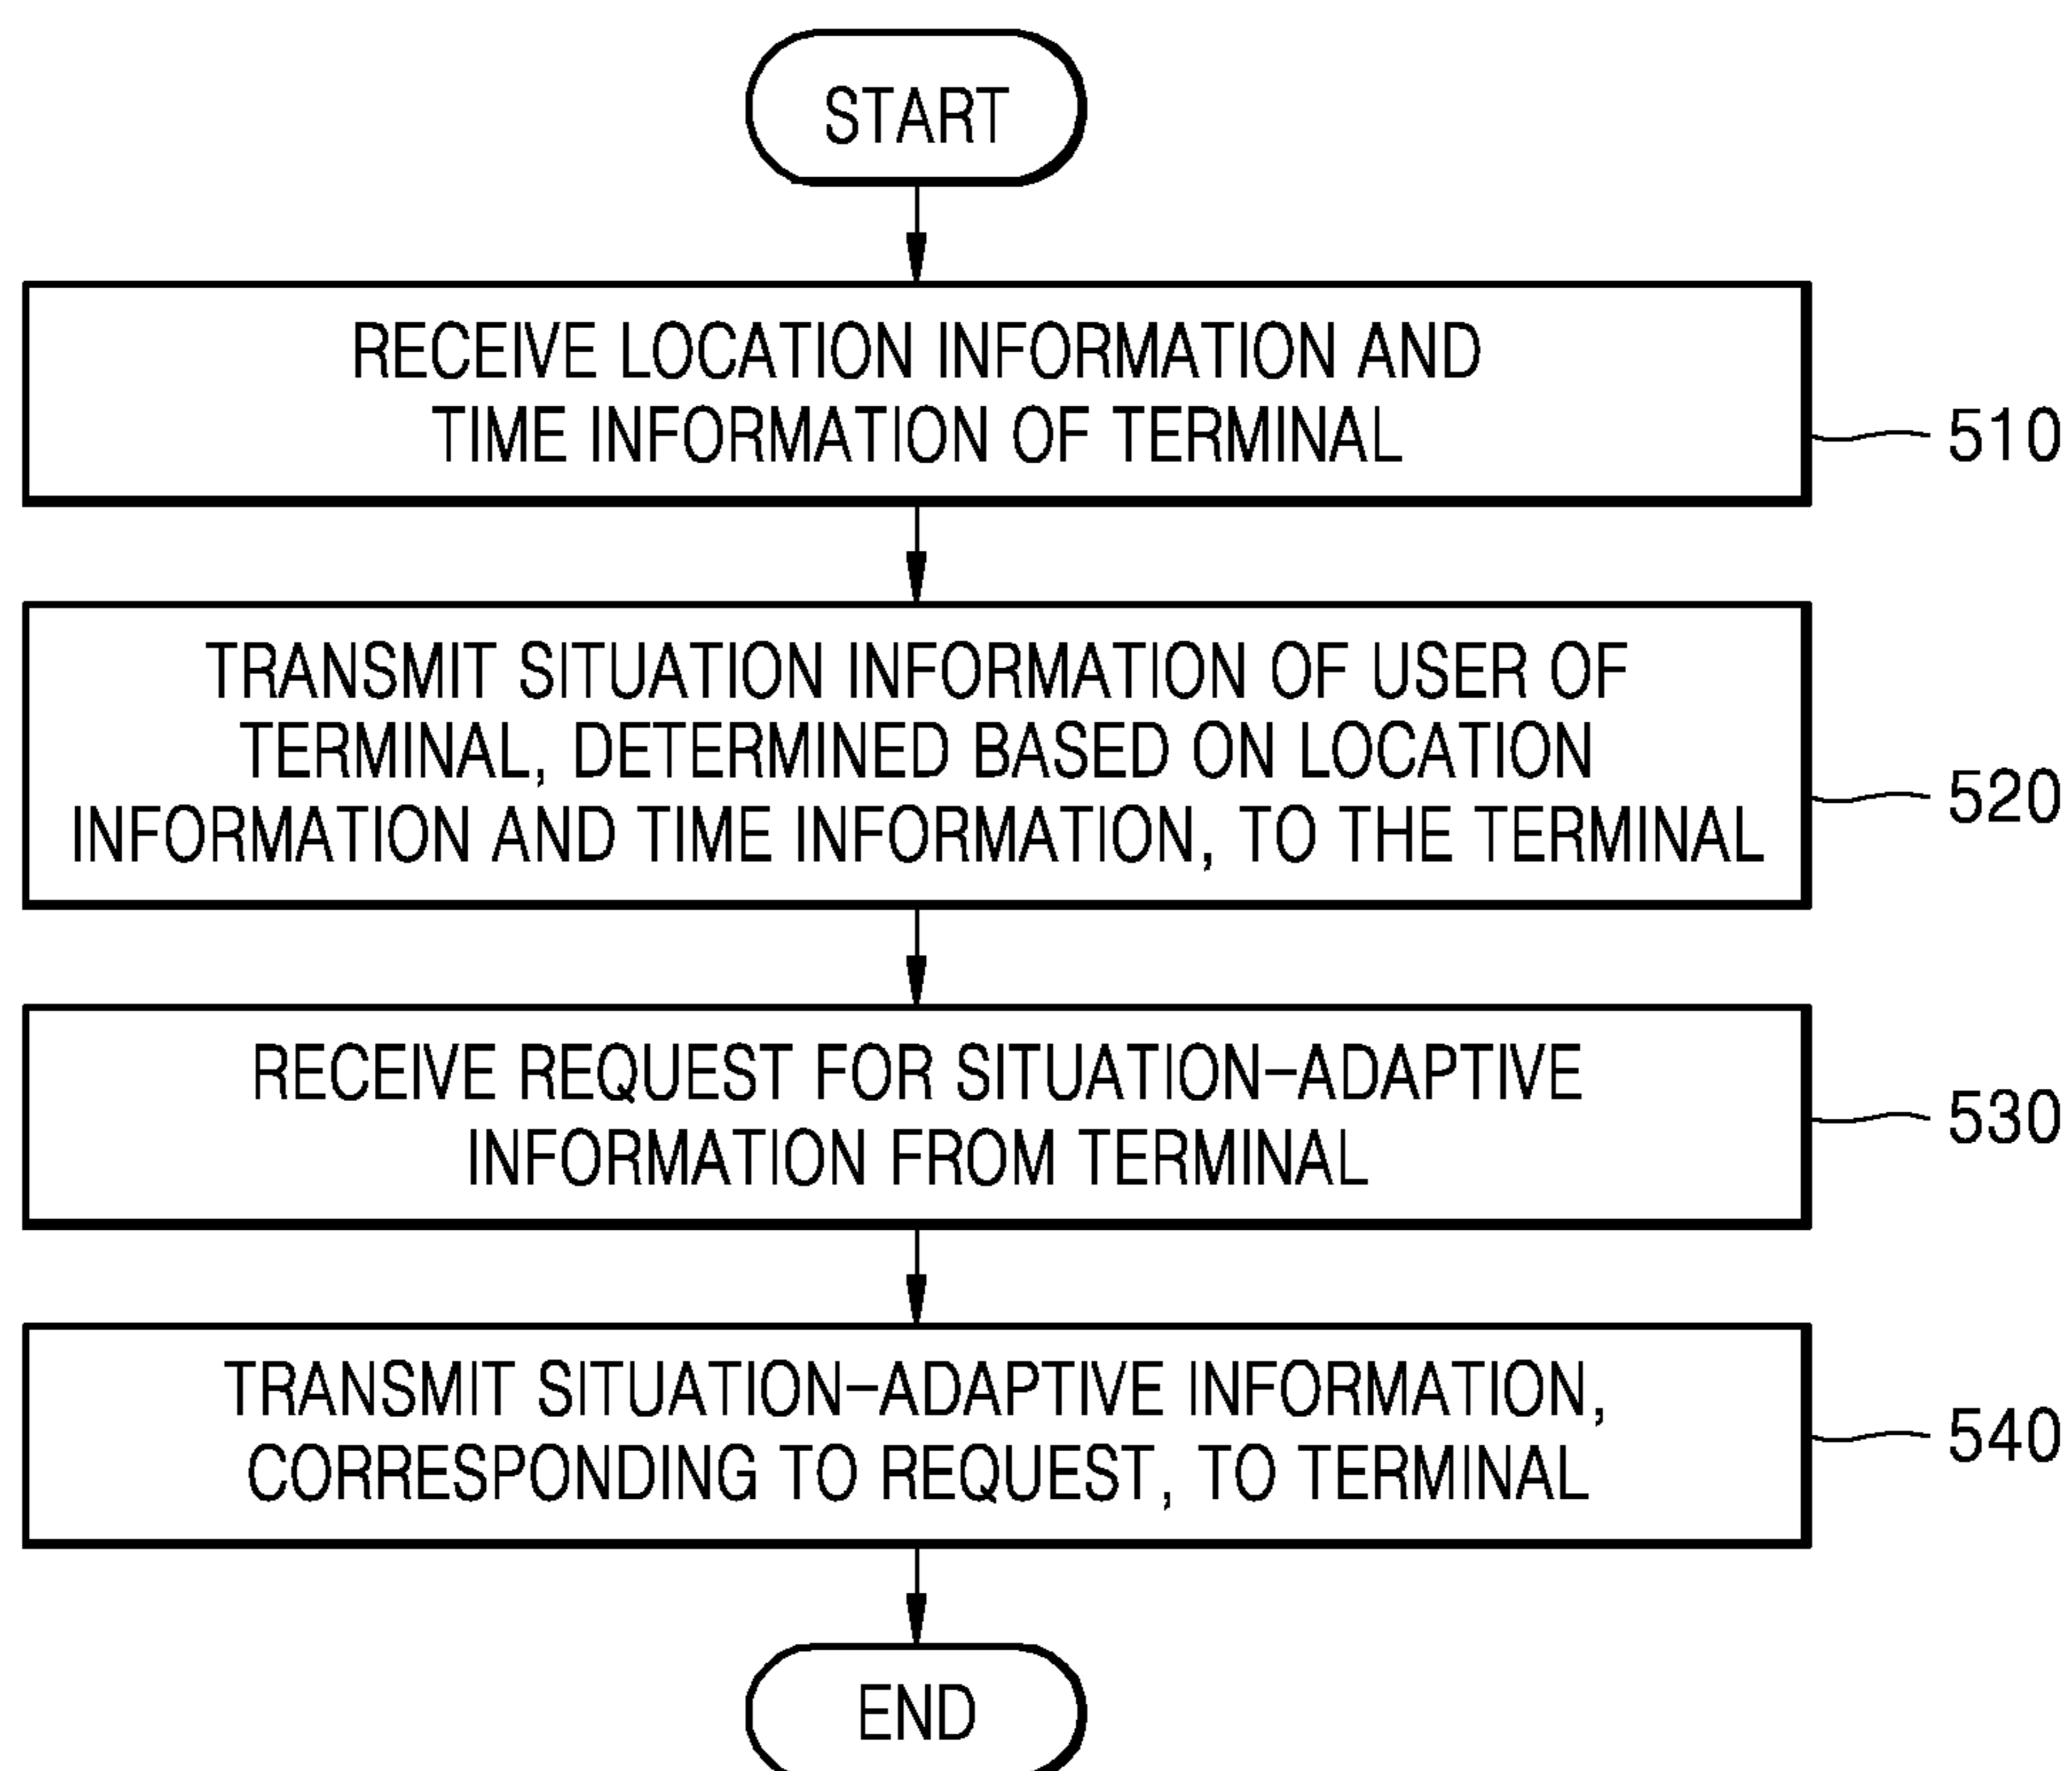 START
RECEIVE LOCATION INFORMATION AND
TIME INFORMATION OF TERMINAL
510
TRANSMIT SITUATION INFORMATION OF USER OF
TERMINAL, DETERMINED BASED ON LOCATION
INFORMATION AND TIME INFORMATION, TO THE TERMINAL
520
RECEIVE REQUEST FOR SITUATION-ADAPTIVE
INFORMATION FROM TERMINAL
530
TRANSMIT SITUATION-ADAPTIVE INFORMATION,
CORRESPONDING TO REQUEST, TO TERMINAL
540
END